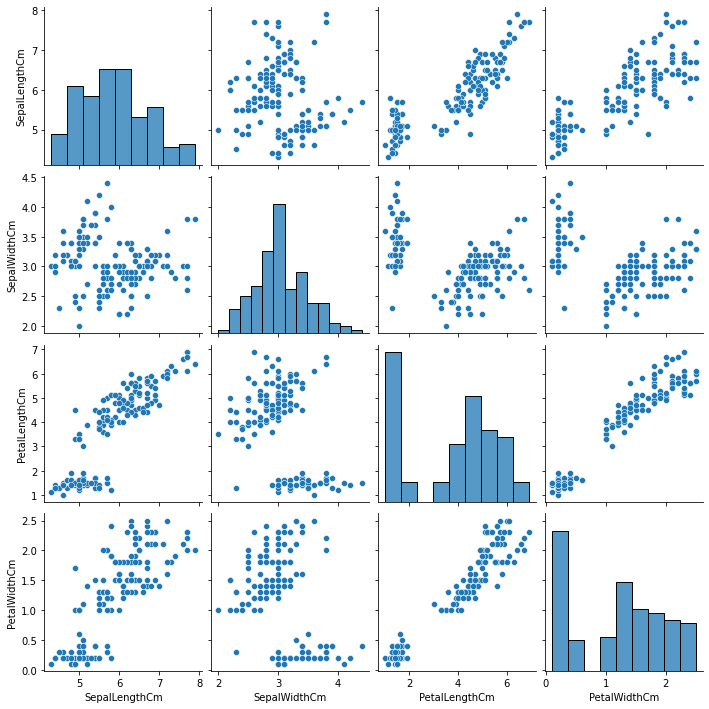 8
7
6
5
SepalLengthCm
4.5
4.0
3.5
3.0
2.5
2.0
SepalWidthCm
7
6
5
4
3
2
1
PetalLengthCm
2.5
2.0
1.5
1.0
0.5
0.0
PetalWidthCm
5 6 7 8
2 3 4
2 4 6
0 1 2
SepalLengthCm SepalWidthCm PetalLengthCm PetalWidthCm